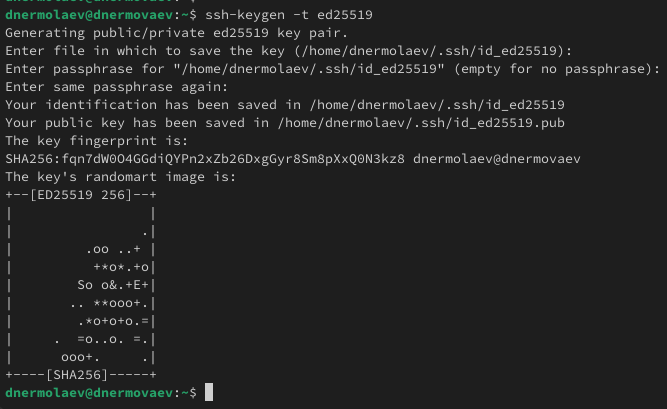 dnermolaev@dnermovaev:~$ ssh-keygen -t ed25519
Generating public/private ed25519 key pair.
Enter file in which to save the key (/home/dnermolaev/.ssh/id_ed25519):
Enter passphrase for "/home/dnermolaev/.ssh/id_ed25519" (empty for no passphrase):
Enter same passphrase again:
Your identification has been saved in /home/dnermolaev/.ssh/id_ed25519
Your public key has been saved in /home/dnermolaev/.ssh/id_ed25519.pub
The key fingerprint is:
SHA256:fqn7dW0O4GGdiQYPn2xZb26DxgGyr8Sm8pXxQ0N3kz8 dnermolaev@dnermovaev
The key's randomart image is:
+--[ED25519 256]--+
|                 |
|                .|
|         .oo ..+ |
|          +*o*.+o|
|        So o&.+E+|
|       .. **ooo+.|
|        .*o+o+o.=|
|     .  =o..o. =.|
|      ooo+.     .|
+----[SHA256]-----+
dnermolaev@dnermovaev:~$